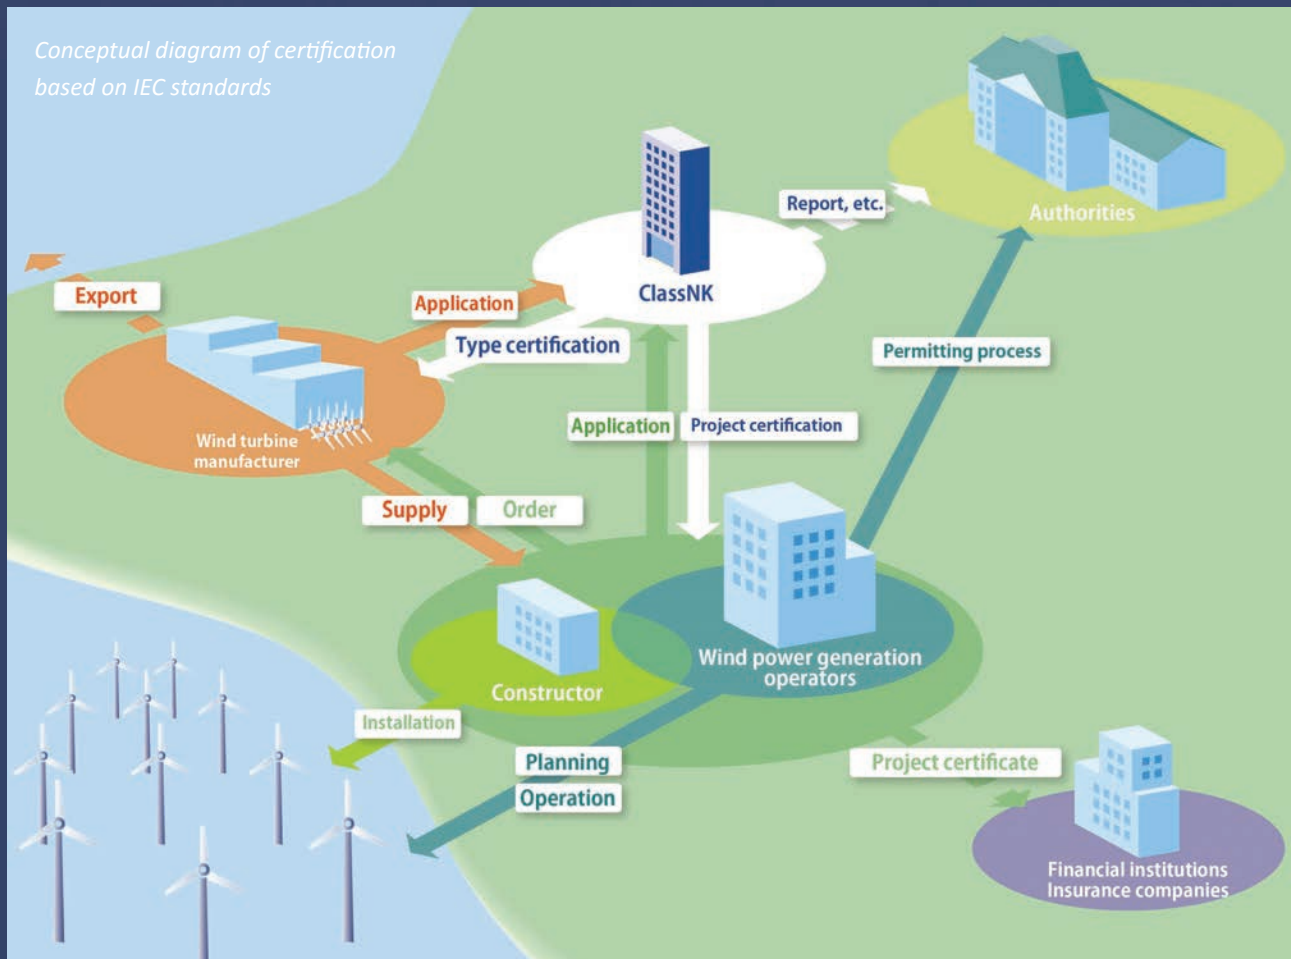 Conceptual diagram of certification
based on IEC standards
Report, etc.
Authorities
Export
ClassNK
Application
Type certification
Permitting process
Application
Project certification
Wind turbine
manufacturer
Supply
Order
Wind power generation
operators
Constructor
Installation
Planning
Operation
Project certificate
Financial institutions
Insurance companies